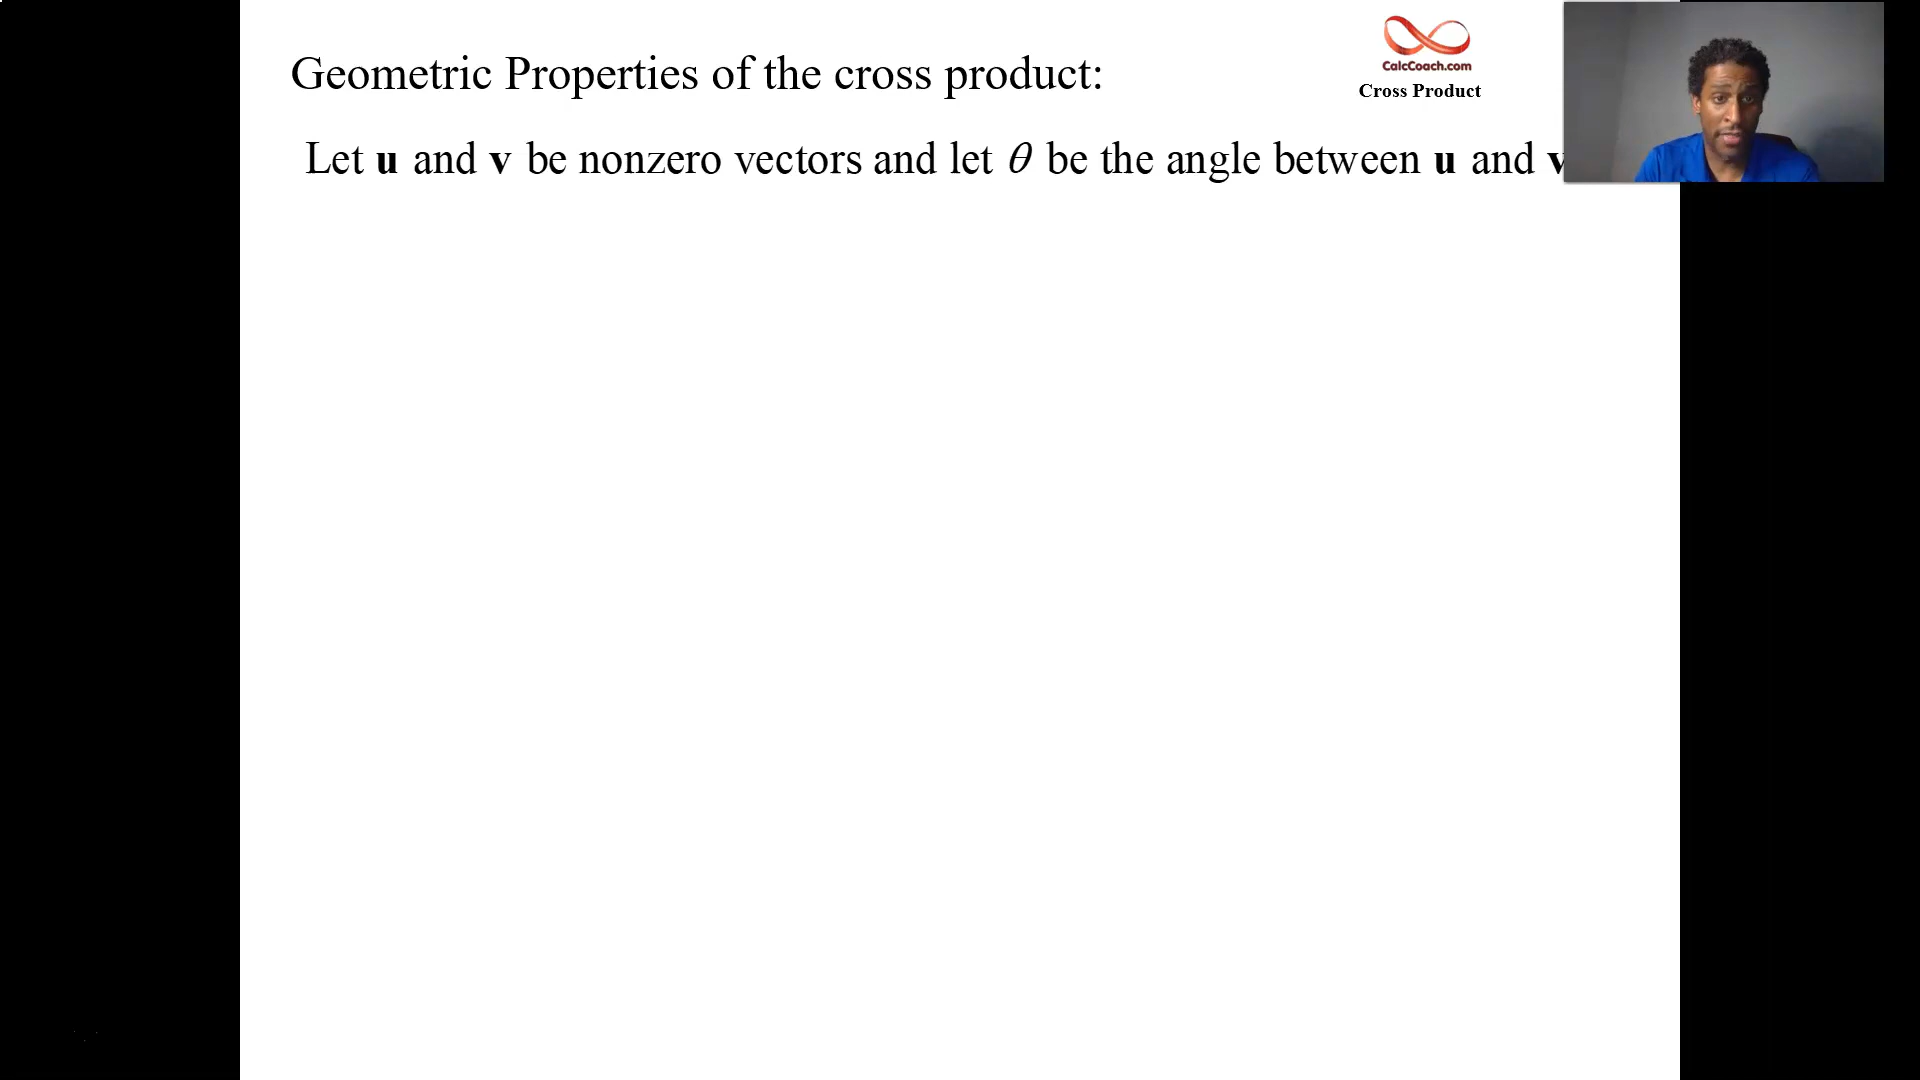 CalcCoach.com
Geometric Properties of the cross product:
Cross Product
Let u and v be nonzero vectors and let θ be the angle between u and v